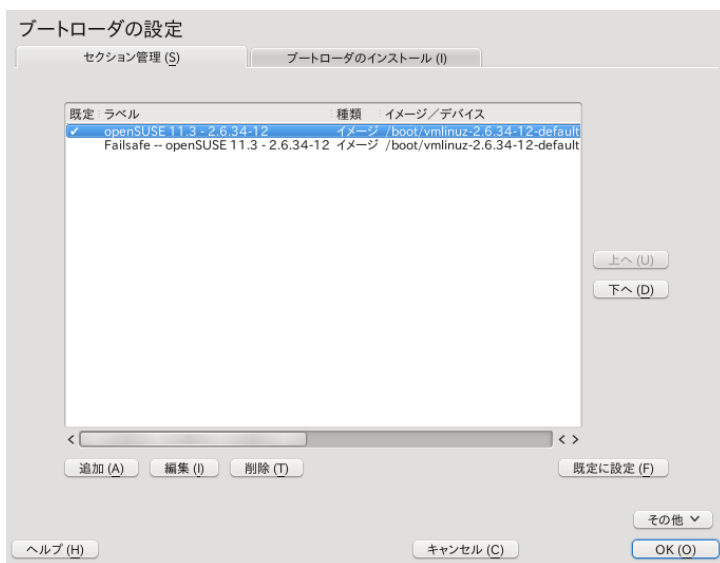 ブートローダの設定
セクション管理 (S) ブートローダのインストール (I)
既定 ラベル 種類 イメージ／デバイス
✔ openSUSE 11.3 - 2.6.34-12 イメージ /boot/vmlinuz-2.6.34-12-default
Failsafe -- openSUSE 11.3 - 2.6.34-12 イメージ /boot/vmlinuz-2.6.34-12-default
上へ (U)
下へ (D)
追加 (A) 編集 (I) 削除 (T) 既定に設定 (F)
その他
ヘルプ (H) キャンセル (C) OK (O)